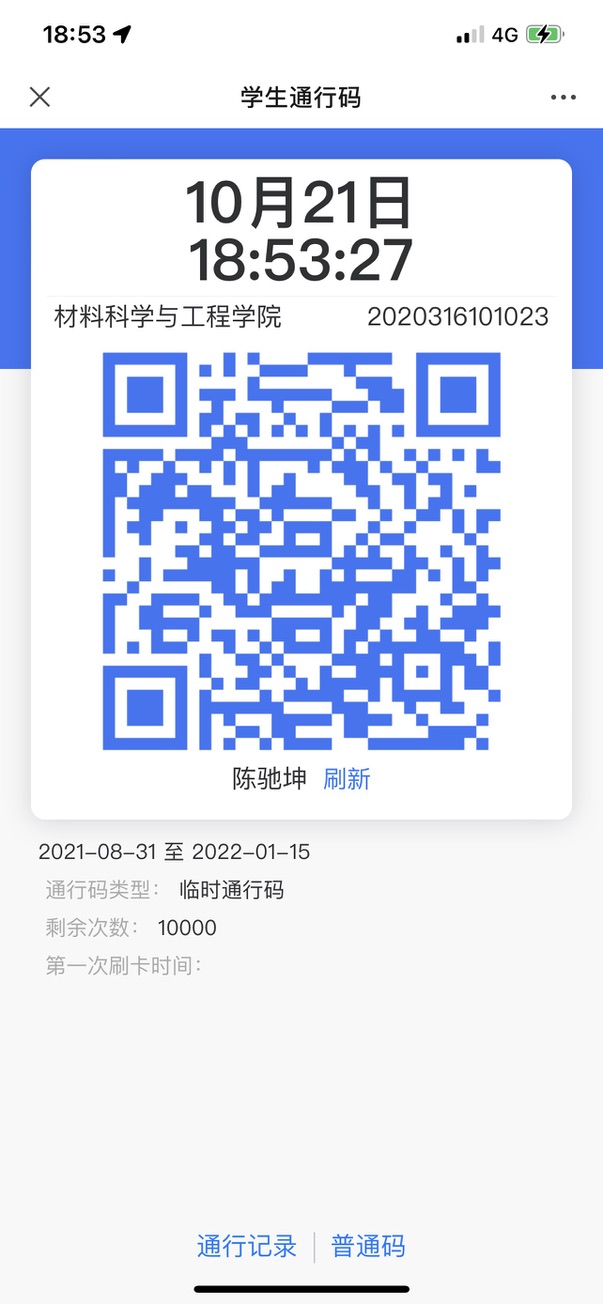 18:53 4G
学生通行码
10月21日
18:53:27
材料科学与工程学院 2020316101023
陈驰坤 刷新
2021-08-31 至 2022-01-15
通行码类型： 临时通行码
剩余次数： 10000
第一次刷卡时间：
通行记录 普通码